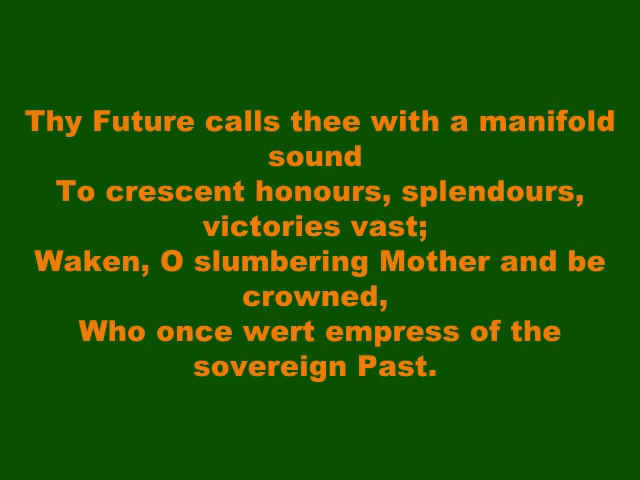 Thy Future calls thee with a manifold
sound
To crescent honours, splendours,
victories vast;
Waken, O slumbering Mother and be
crowned,
Who once wert empress of the
sovereign Past.